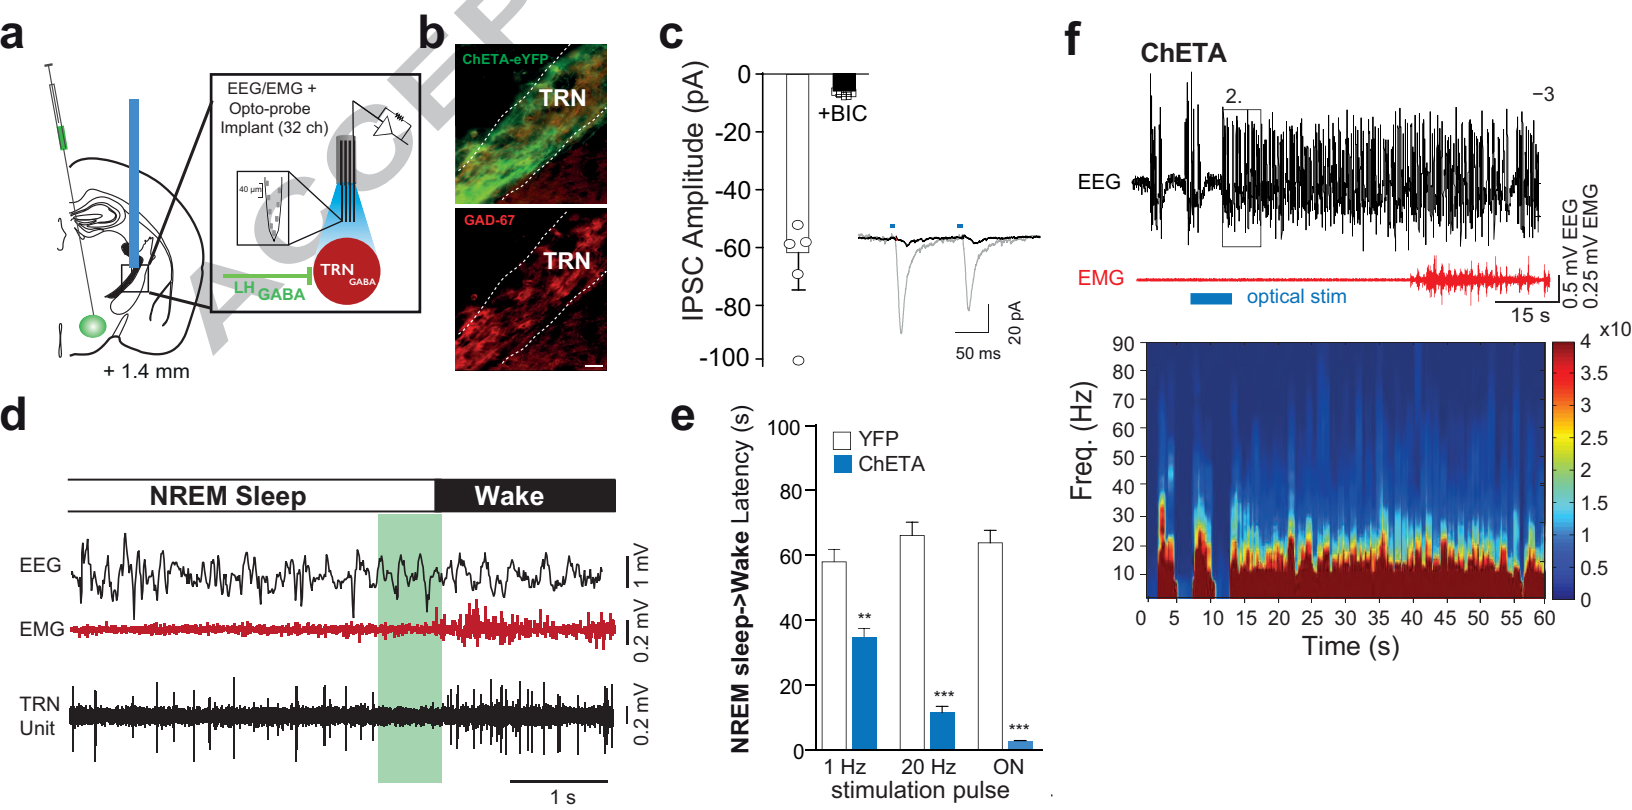 a
EEG/EMG +
Opto-probe
Implant (32 ch)
40 µm
TRN
GABA
LH
GABA
+ 1.4 mm
ACCEP
b
ChETA-eYFP
TRN
GAD-67
TRN
c
IPSC Amplitude (pA)
0
-20
-40
-60
-80
-100
+BIC
20 pA
50 ms
d
NREM Sleep
Wake
EEG
1 mV
EMG
0.2 mV
TRN
Unit
0.2 mV
1 s
e
NREM sleep->Wake Latency (s)
100
80
60
40
20
0
YFP
ChETA
**
***
***
1 Hz
20 Hz
ON
stimulation pulse
f
ChETA
2.
−3
EEG
EMG
optical stim
0.5 mV EEG
0.25 mV EMG
15 s
Freq. (Hz)
90
80
70
60
50
40
30
20
10
0 5 10 15 20 25 30 35 40 45 50 55 60
Time (s)
x10
4
3.5
3
2.5
2
1.5
1
0.5
0